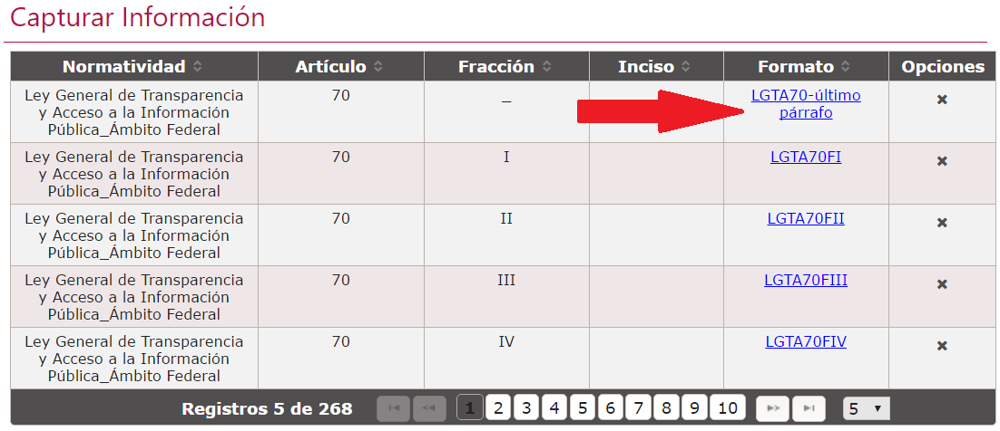 Capturar Información
Normatividad Artículo Fracción Inciso Formato Opciones
Ley General de Transparencia
y Acceso a la Información
Pública_Ámbito Federal
70
_
LGTA70-último
párrafo
Ley General de Transparencia
y Acceso a la Información
Pública_Ámbito Federal
70
I
LGTA70FI
Ley General de Transparencia
y Acceso a la Información
Pública_Ámbito Federal
70
II
LGTA70FII
Ley General de Transparencia
y Acceso a la Información
Pública_Ámbito Federal
70
III
LGTA70FIII
Ley General de Transparencia
y Acceso a la Información
Pública_Ámbito Federal
70
IV
LGTA70FIV
Registros 5 de 268 1 2 3 4 5 6 7 8 9 10 5